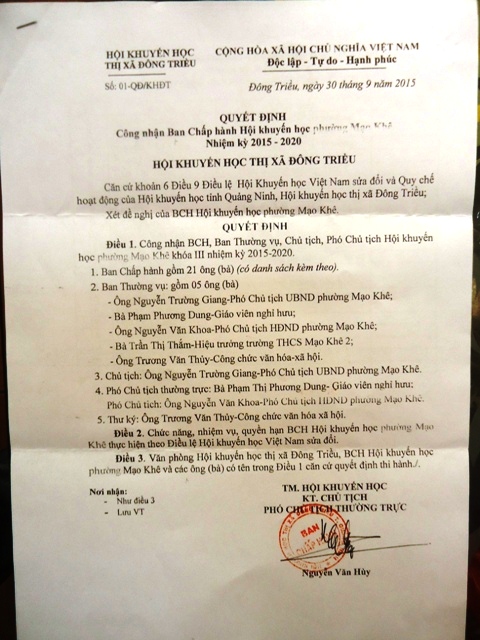 HỘI KHUYẾN HỌC
THỊ XÃ ĐÔNG TRIỀU
Số: 01-QĐ/KHĐT
CỘNG HÒA XÃ HỘI CHỦ NGHĨA VIỆT NAM
Độc lập - Tự do - Hạnh phúc
Đông Triều, ngày 30 tháng 9 năm 2015
QUYẾT ĐỊNH
Công nhận Ban Chấp hành Hội khuyến học phường Mạo Khê
Nhiệm kỳ 2015 - 2020
HỘI KHUYẾN HỌC THỊ XÃ ĐÔNG TRIỀU
Căn cứ khoản 6 Điều 9 Điều lệ Hội Khuyến học Việt Nam sửa đổi và Quy chế
hoạt động của Hội khuyến học tỉnh Quảng Ninh, Hội khuyến học thị xã Đông Triều;
Xét đề nghị của BCH Hội khuyến học phường Mạo Khê.
QUYẾT ĐỊNH
Điều 1. Công nhận BCH, Ban Thường vụ, Chủ tịch, Phó Chủ tịch Hội khuyến
học phường Mạo Khê khóa III nhiệm kỳ 2015-2020.
1. Ban Chấp hành gồm 21 ông (bà) (có danh sách kèm theo).
2. Ban Thường vụ: gồm 05 ông (bà)
- Ông Nguyễn Trường Giang-Phó Chủ tịch UBND phường Mạo Khê;
- Bà Phạm Phương Dung-Giáo viên nghỉ hưu;
- Ông Nguyễn Văn Khoa-Phó Chủ tịch HĐND phường Mạo Khê;
- Bà Trần Thị Thắm-Hiệu trưởng trường THCS Mạo Khê 2;
- Ông Trương Văn Thủy-Công chức văn hóa-xã hội.
3. Chủ tịch: Ông Nguyễn Trường Giang-Phó Chủ tịch UBND phường Mạo Khê.
4. Phó Chủ tịch thường trực: Bà Phạm Thị Phương Dung- Giáo viên nghỉ hưu;
Phó Chủ tịch: Ông Nguyễn Văn Khoa-Phó Chủ tịch HĐND phường Mạo Khê.
5. Thư ký: Ông Trương Văn Thủy-Công chức văn hóa xã hội.
Điều 2. Chức năng, nhiệm vụ, quyền hạn BCH Hội khuyến học phường Mạo
Khê thực hiện theo Điều lệ Hội khuyến học Việt Nam sửa đổi.
Điều 3. Văn phòng Hội khuyến học thị xã Đông Triều, BCH Hội khuyến học
phường Mạo Khê và các ông (bà) có tên trong Điều 1 căn cứ quyết định thi hành./.
Nơi nhận:
- Như điều 3
- Lưu VT
TM. HỘI KHUYẾN HỌC
KT. CHỦ TỊCH
PHÓ CHỦ TỊCH THƯỜNG TRỰC
BAN
CHẤP H
Nguyễn Văn Hùy